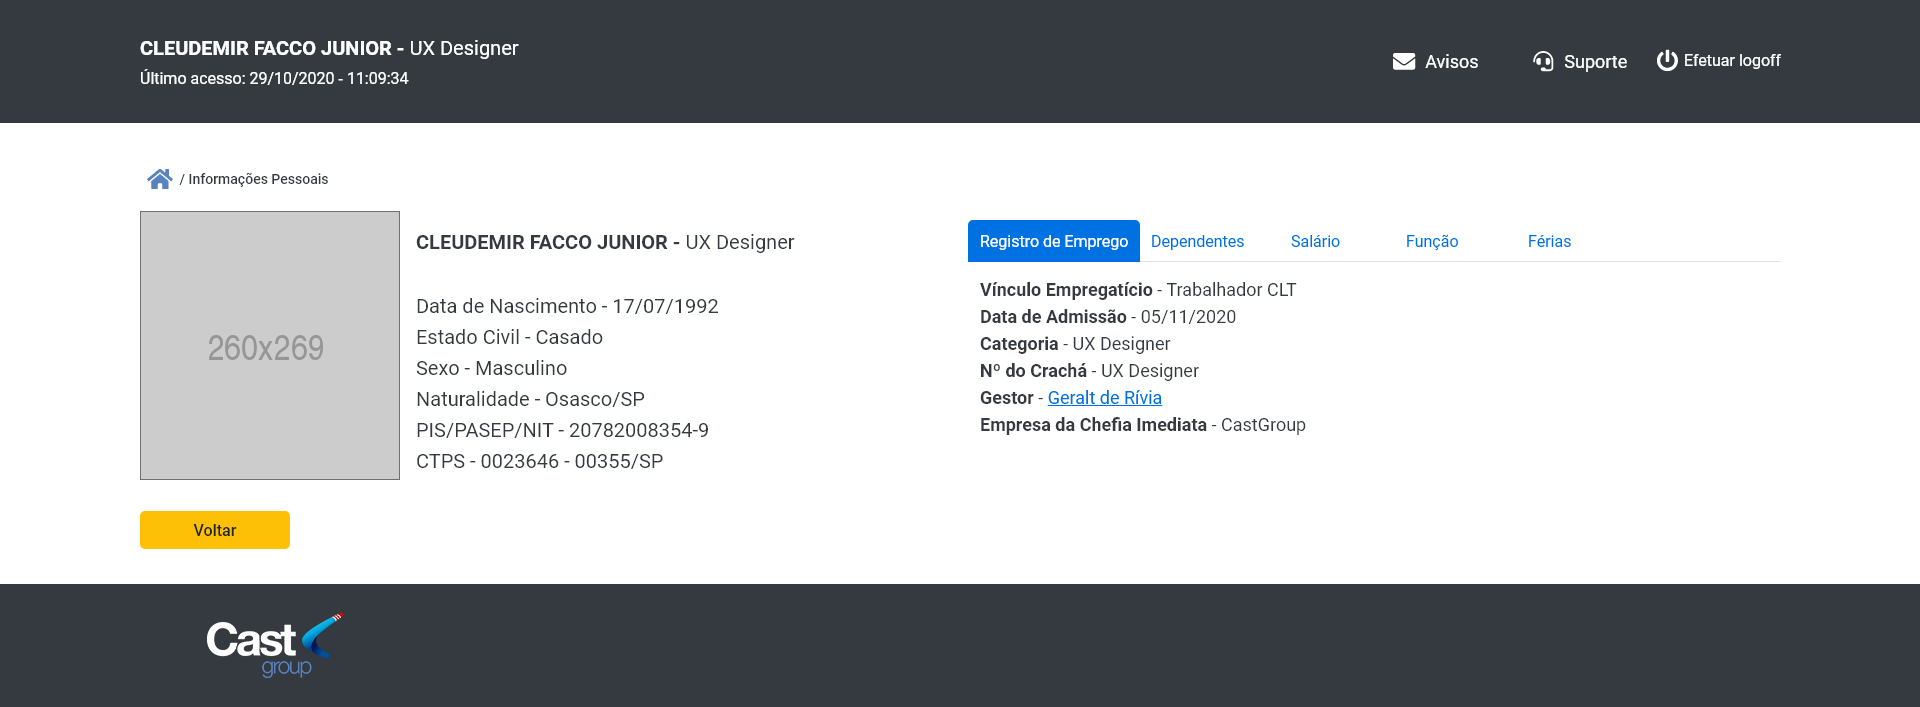 CLEUDEMIR FACCO JUNIOR - UX Designer
Último acesso: 29/10/2020 - 11:09:34
Avisos
Suporte
Efetuar logoff
/ Informações Pessoais
260x269
CLEUDEMIR FACCO JUNIOR - UX Designer
Data de Nascimento - 17/07/1992
Estado Civil - Casado
Sexo - Masculino
Naturalidade - Osasco/SP
PIS/PASEP/NIT - 20782008354-9
CTPS - 0023646 - 00355/SP
Registro de Emprego
Dependentes
Salário
Função
Férias
Vínculo Empregatício - Trabalhador CLT
Data de Admissão - 05/11/2020
Categoria - UX Designer
Nº do Crachá - UX Designer
Gestor - Geralt de Rívia
Empresa da Chefia Imediata - CastGroup
Voltar
Cast
group